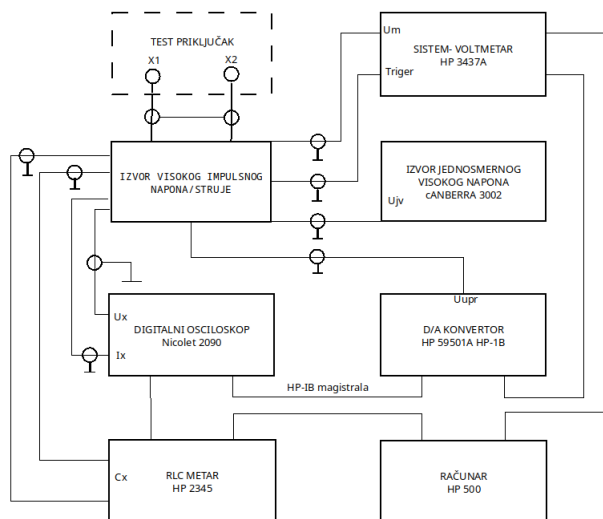 TEST PRIKLJUČAK
X1
X2
Um
SISTEM- VOLTMETAR
HP 3437A
Triger
IZVOR VISOKOG IMPULSNOG
NAPONA/STRUJE
IZVOR JEDNOSMERNOG
VISOKOG NAPONA
cANBERRA 3002
Ujv
Uupr
Ux
DIGITALNI OSCILOSKOP
Nicolet 2090
Ix
D/A KONVERTOR
HP 59501A HP-1B
HP-IB magistrala
Cx
RLC METAR
HP 2345
RAČUNAR
HP 500